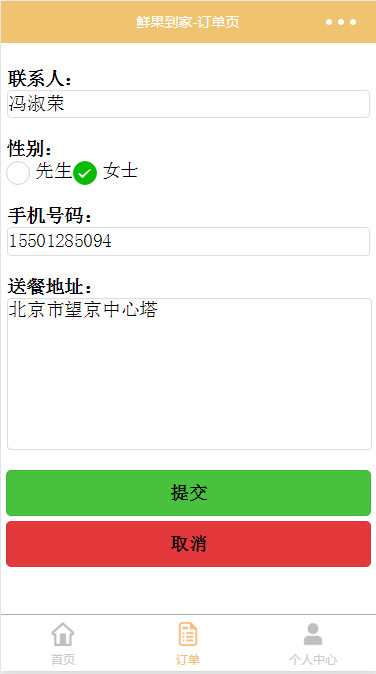 鲜果到家-订单页
联系人：
冯淑荣
性别：
先生 女士
手机号码：
15501285094
送餐地址：
北京市望京中心塔
提交
取消
首页 订单 个人中心